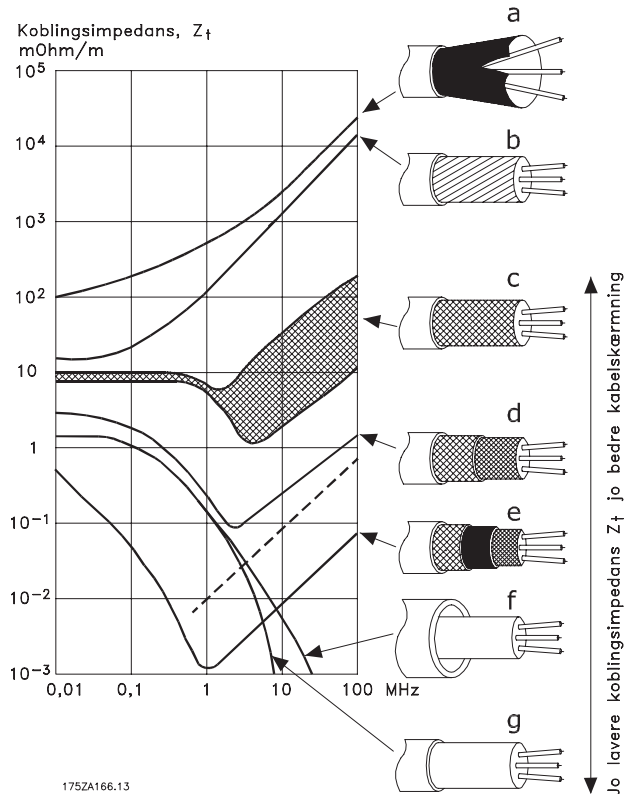 Koblingsimpedans, Zt
mOhm/m
a
10⁵
10⁴
b
10³
c
10²
10
d
1
e
10⁻¹
f
10⁻²
10⁻³
0,01 0,1 1 10 100 MHz
g
175ZA166.13
Jo lavere koblingsimpedans Zt jo bedre kabelskærmning